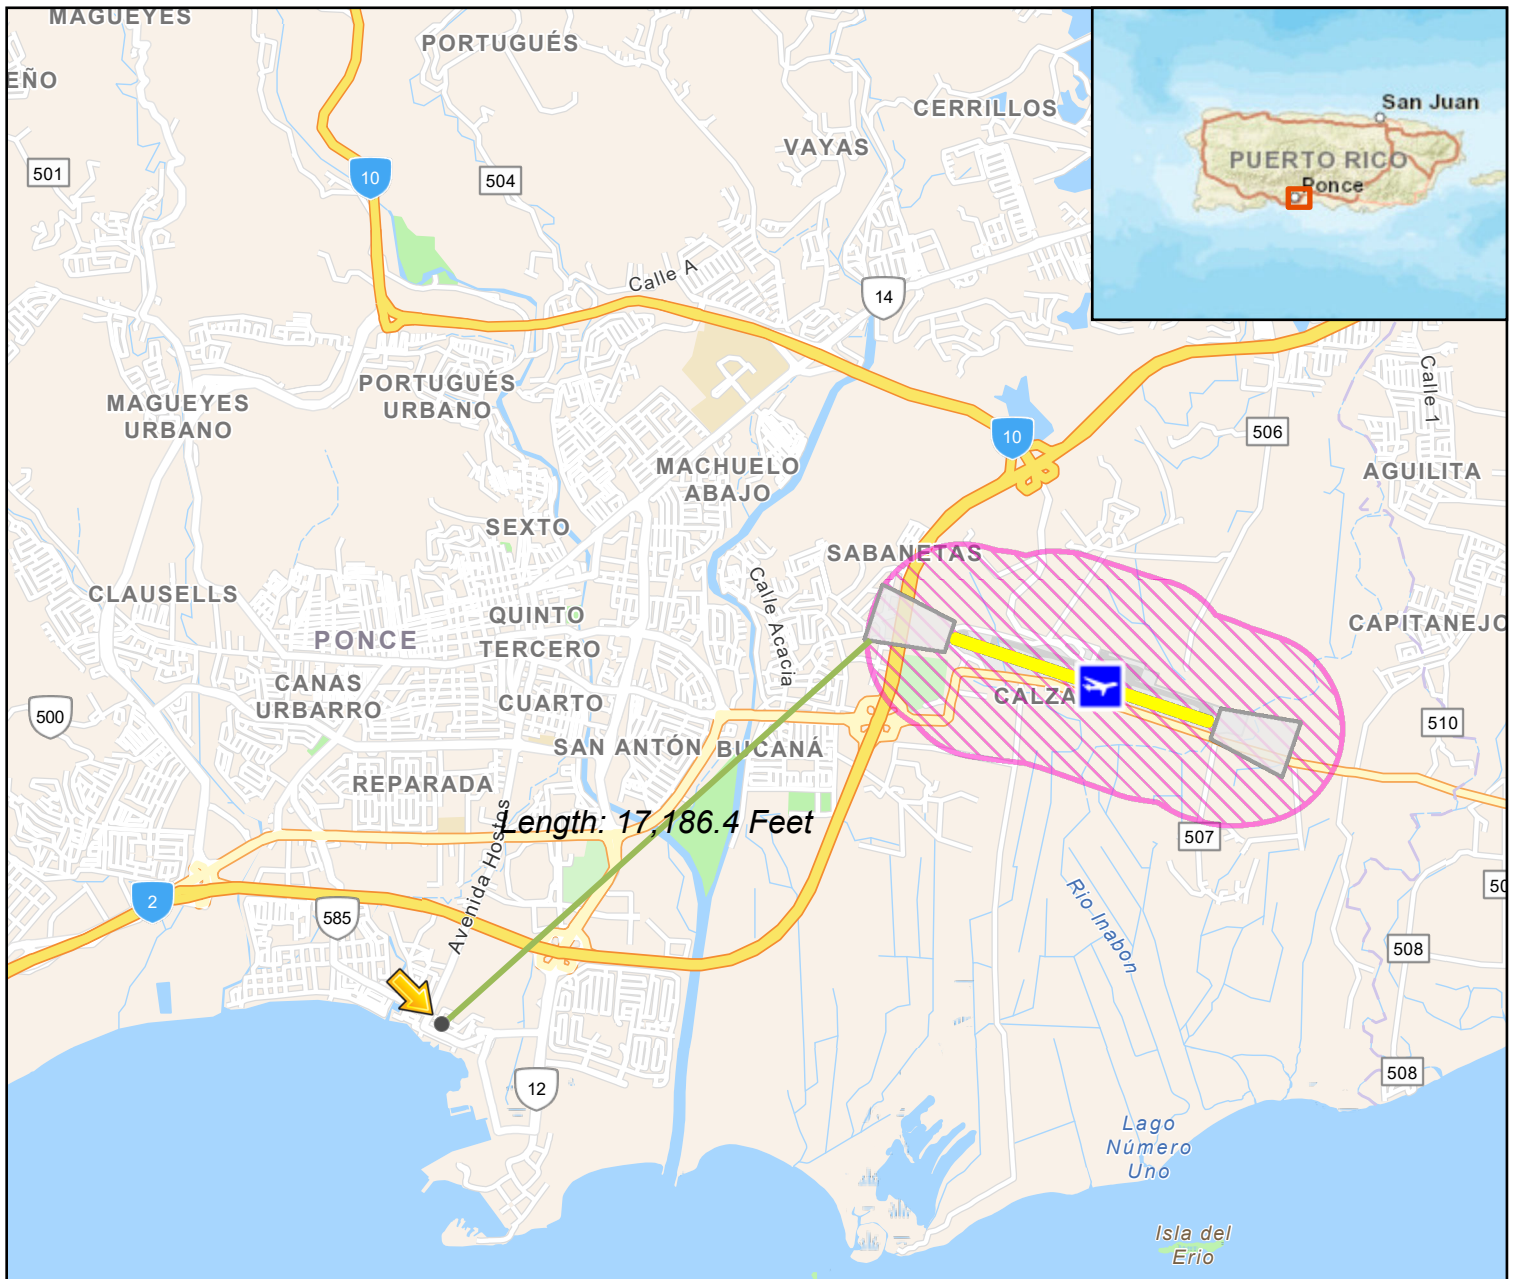 MAGUEYES
PORTUGUÉS
EÑO
CERRILLOS
VAYAS
San Juan
PUERTO RICO
Ponce
501
10
504
Calle A
14
PORTUGUÉS
URBANO
MAGUEYES
URBANO
Calle 1
10
506
MACHUELO
ABAJO
AGUILITA
SEXTO
SABANETAS
CLAUSELLS
Calle Acacia
QUINTO
PONCE
TERCERO
CAPITANEJO
CANAS
URBARRO
CUARTO
CALZA
500
510
SAN ANTÓN
BUCANÁ
REPARADA
Length: 17,186.4 Feet
Avenida Hostos
507
2
585
50
Rio Inabon
508
12
508
Lago
Número
Uno
Isla del
Erio